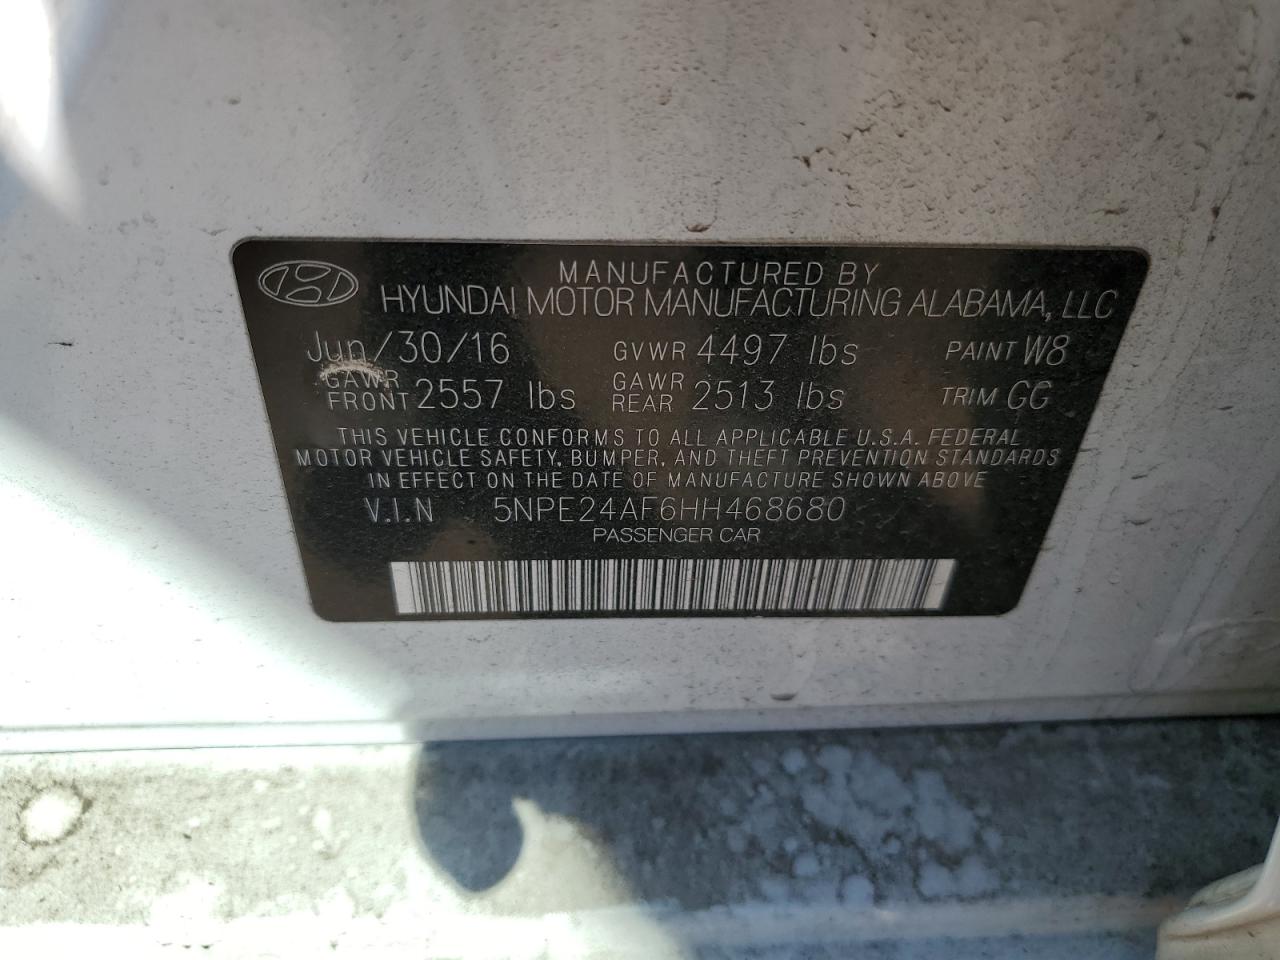 MANUFACTURED BY
HYUNDAI MOTOR MANUFACTURING ALABAMA, LLC
Jun/30/16 GVWR 4497 lbs PAINT W8
GAWR FRONT 2557 lbs GAWR REAR 2513 lbs TRIM GG
THIS VEHICLE CONFORMS TO ALL APPLICABLE U.S.A. FEDERAL
MOTOR VEHICLE SAFETY, BUMPER, AND THEFT PREVENTION STANDARDS
IN EFFECT ON THE DATE OF MANUFACTURE SHOWN ABOVE
V.I.N 5NPE24AF6HH468680
PASSENGER CAR